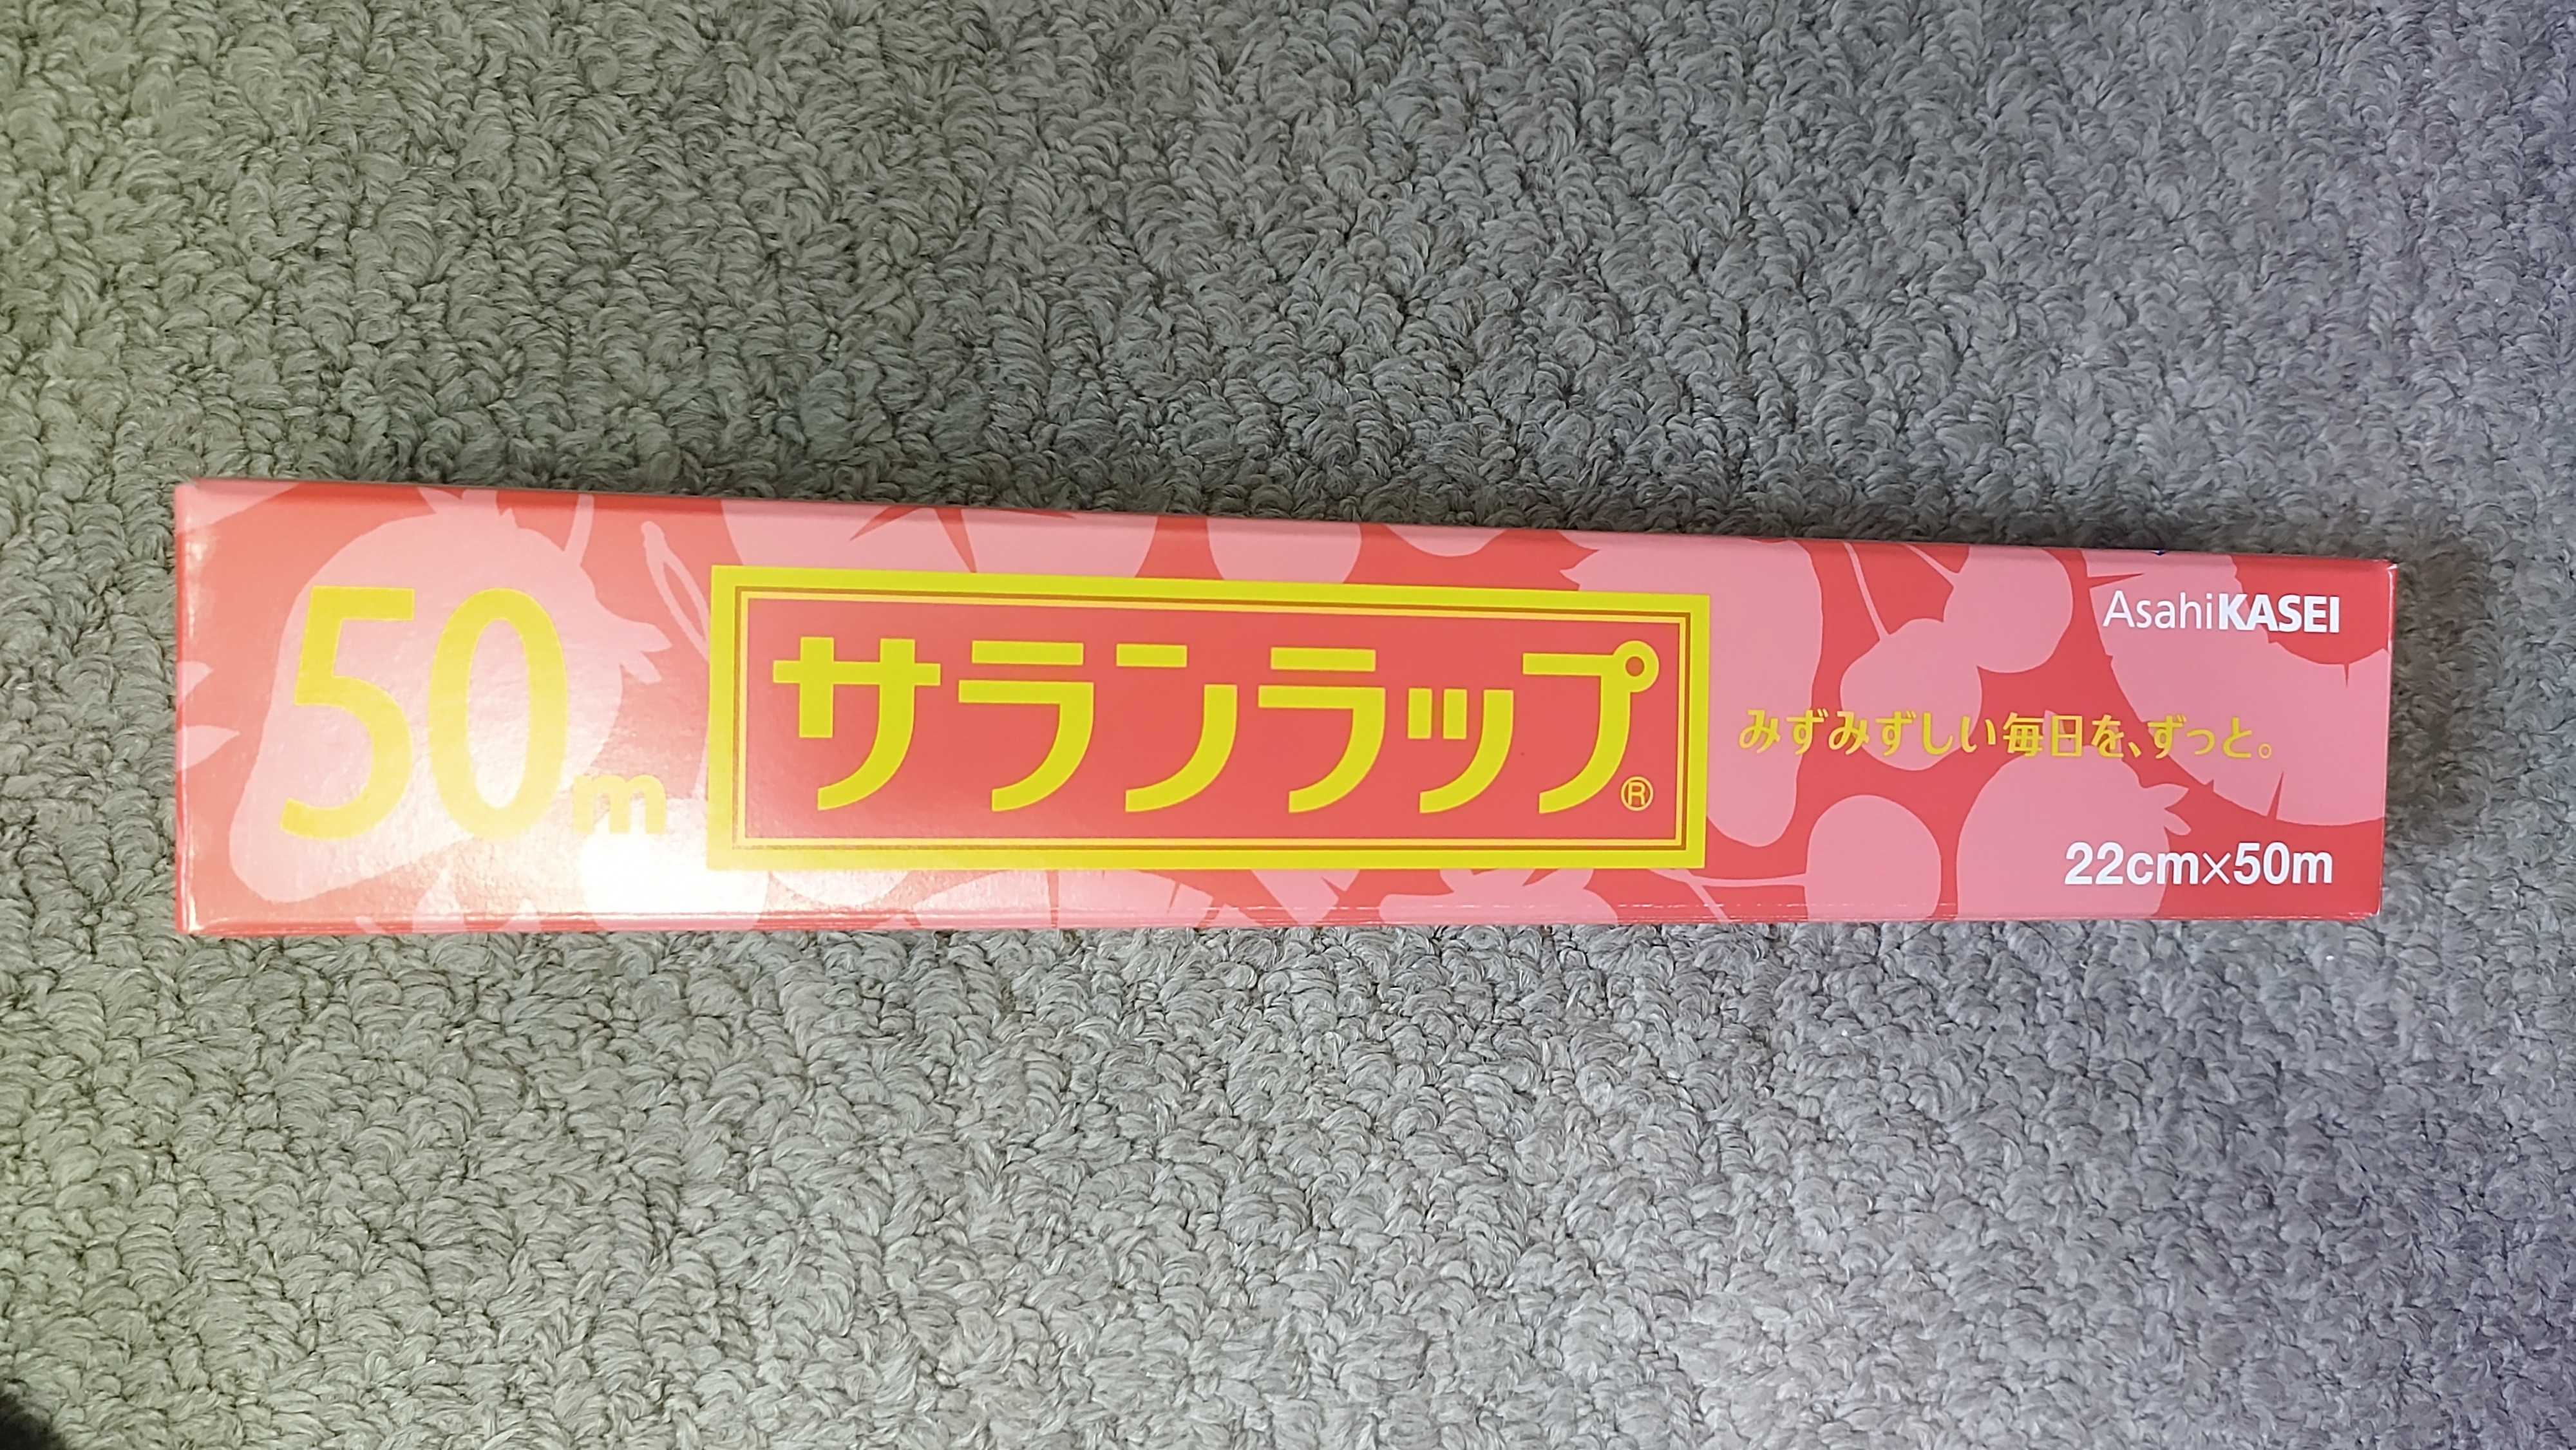 50m
サランラップ®
AsahiKASEI
みずみずしい毎日を、ずっと。
22cm×50m